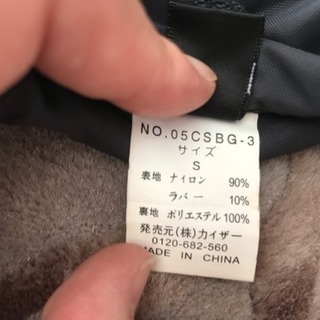 NO.05CSBG-3
サイズ
S
表地 ナイロン 90%
ラバー 10%
裏地 ポリエステル 100%
発売元(株)カイザー
0120-682-560
MADE IN CHINA